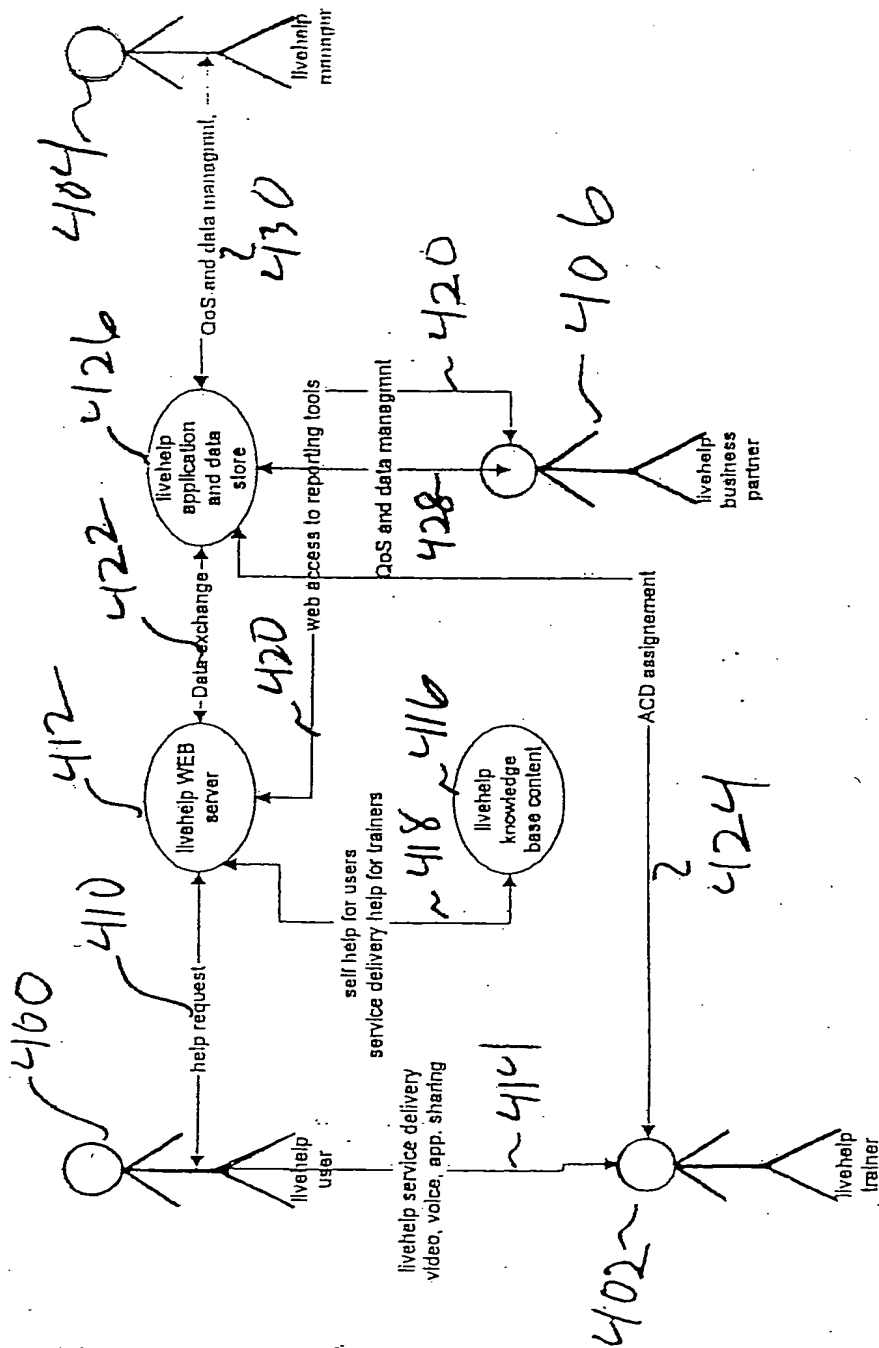 400
410
412
422
426
404
livehelp
user
help request
livehelp WEB
server
Data exchange
livehelp
application
and data
store
QoS and data managmnt, ...
430
livehelp
manager
420
web access to reporting tools
420
self help for users
service delivery help for trainers
418
416
livehelp
knowledge
base content
428
QoS and data managmnt
406
livehelp
business
partner
livehelp service delivery
video, voice, app. sharing
414
ACD assignement
424
402
livehelp
trainer